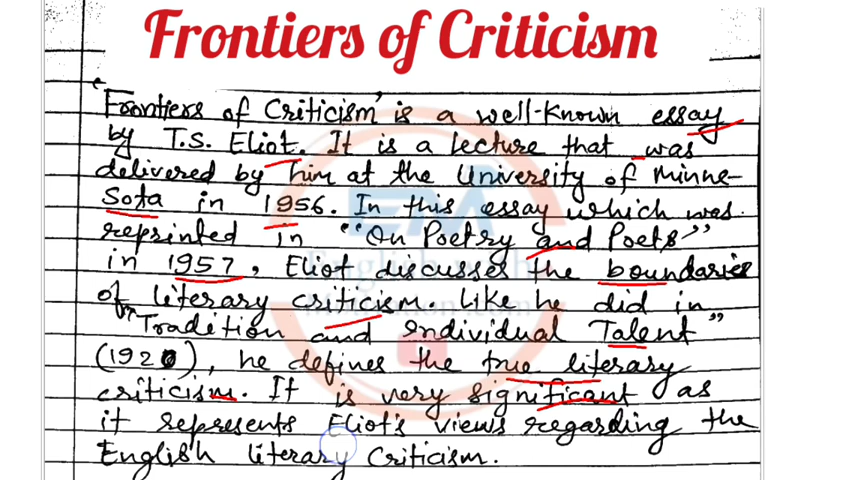 Frontiers of Criticism
'Frontiers of Criticism' is a well-known essay
by T.S. Eliot. It is a lecture that was
delivered by him at the University of Minne-
Sota in 1956. In this essay which was
reprinted in "On Poetry and Poets"
in 1957, Eliot discusses the boundaries
of literary criticism. Like he did in
"Tradition and Individual Talent"
(1920), he defines the true literary
criticism. It is very significant as
it represents Eliot's views regarding the
English literary Criticism.